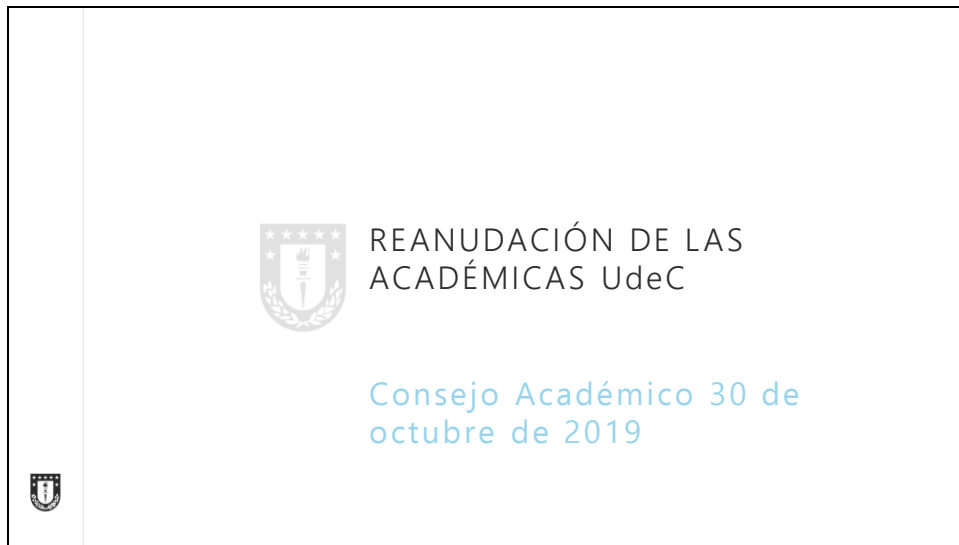 REANUDACIÓN DE LAS
ACADÉMICAS UdeC
Consejo Académico 30 de
octubre de 2019